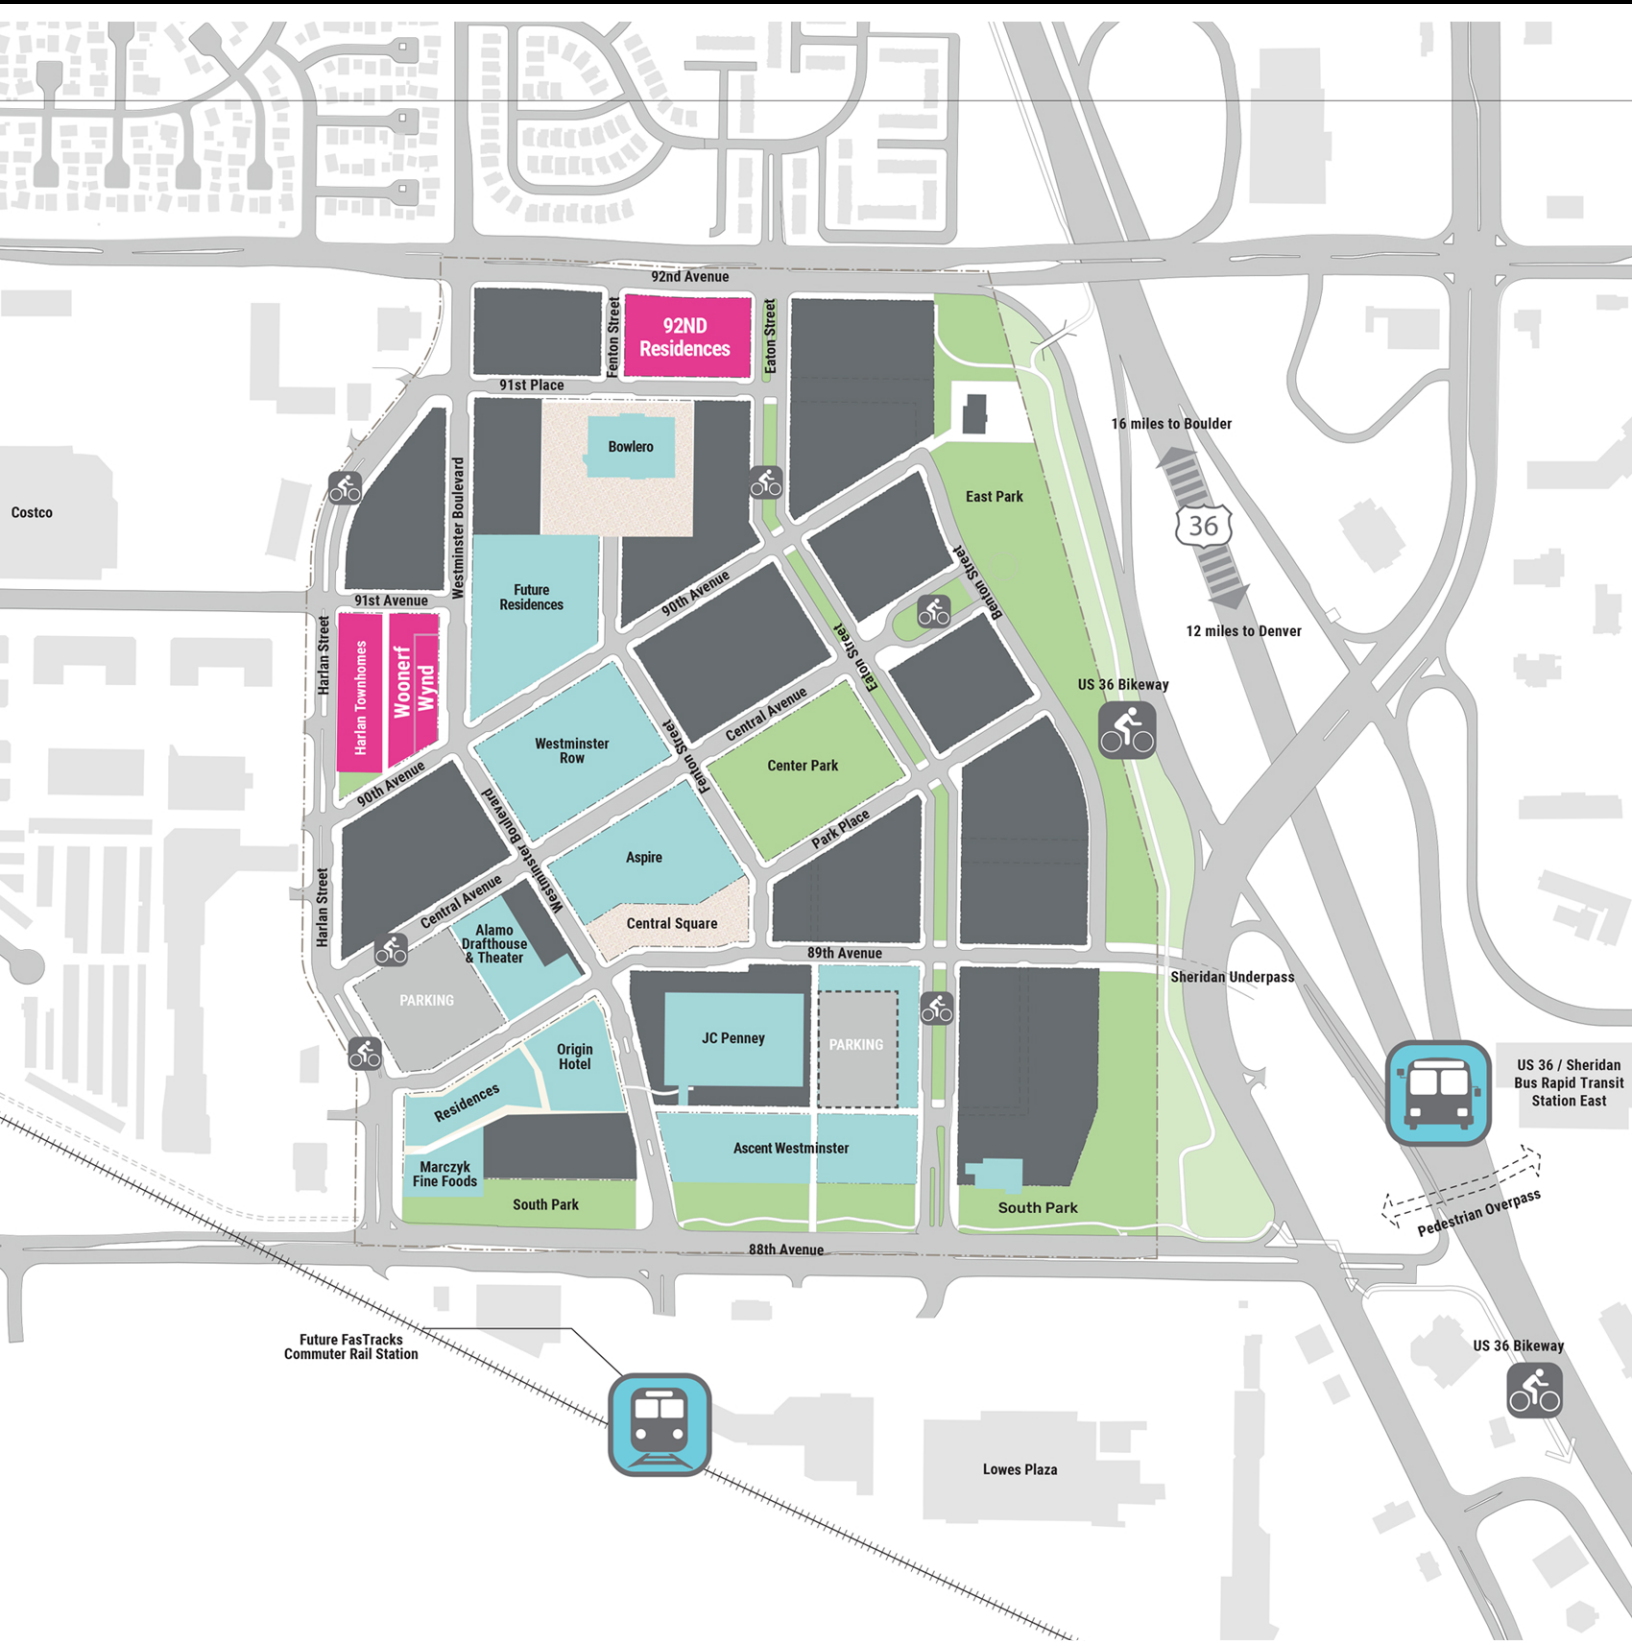 92nd Avenue
Fenton Street
92ND
Residences
Eaton Street
91st Place
16 miles to Boulder
Bowlero
Costco
Westminster Boulevard
East Park
36
90th Avenue
Future
Residences
Benton Street
91st Avenue
Harlan Street
Harlan Townhomes
Woonerf
Wynd
12 miles to Denver
Eaton Street
US 36 Bikeway
Central Avenue
Westminster
Row
Fenton Street
Center Park
90th Avenue
Westminster Boulevard
Park Place
Aspire
Harlan Street
Central Avenue
Central Square
Alamo
Drafthouse
& Theater
89th Avenue
Sheridan Underpass
PARKING
JC Penney
PARKING
Origin
Hotel
US 36 / Sheridan
Bus Rapid Transit
Station East
Residences
Ascent Westminster
Marczyk
Fine Foods
South Park
South Park
Pedestrian Overpass
88th Avenue
Future FasTracks
Commuter Rail Station
US 36 Bikeway
Lowes Plaza